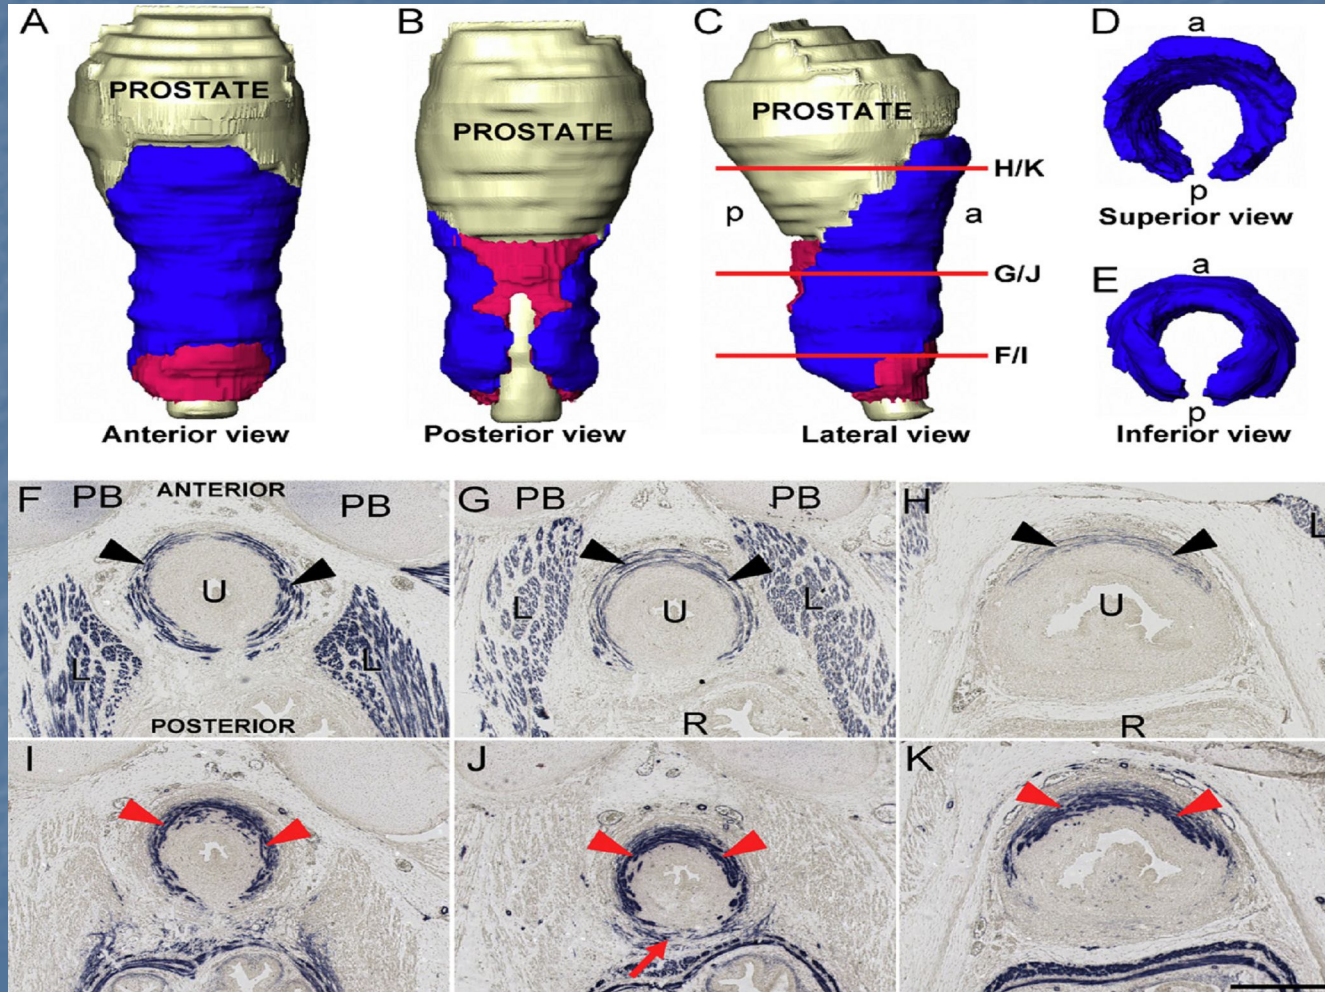 A
PROSTATE
Anterior view
B
PROSTATE
Posterior view
C
PROSTATE
H/K
p
a
G/J
F/I
Lateral view
D
a
p
Superior view
E
a
p
Inferior view
F
PB
ANTERIOR
PB
U
L
L
POSTERIOR
G
PB
PB
L
U
L
R
H
L
U
R
I
J
K